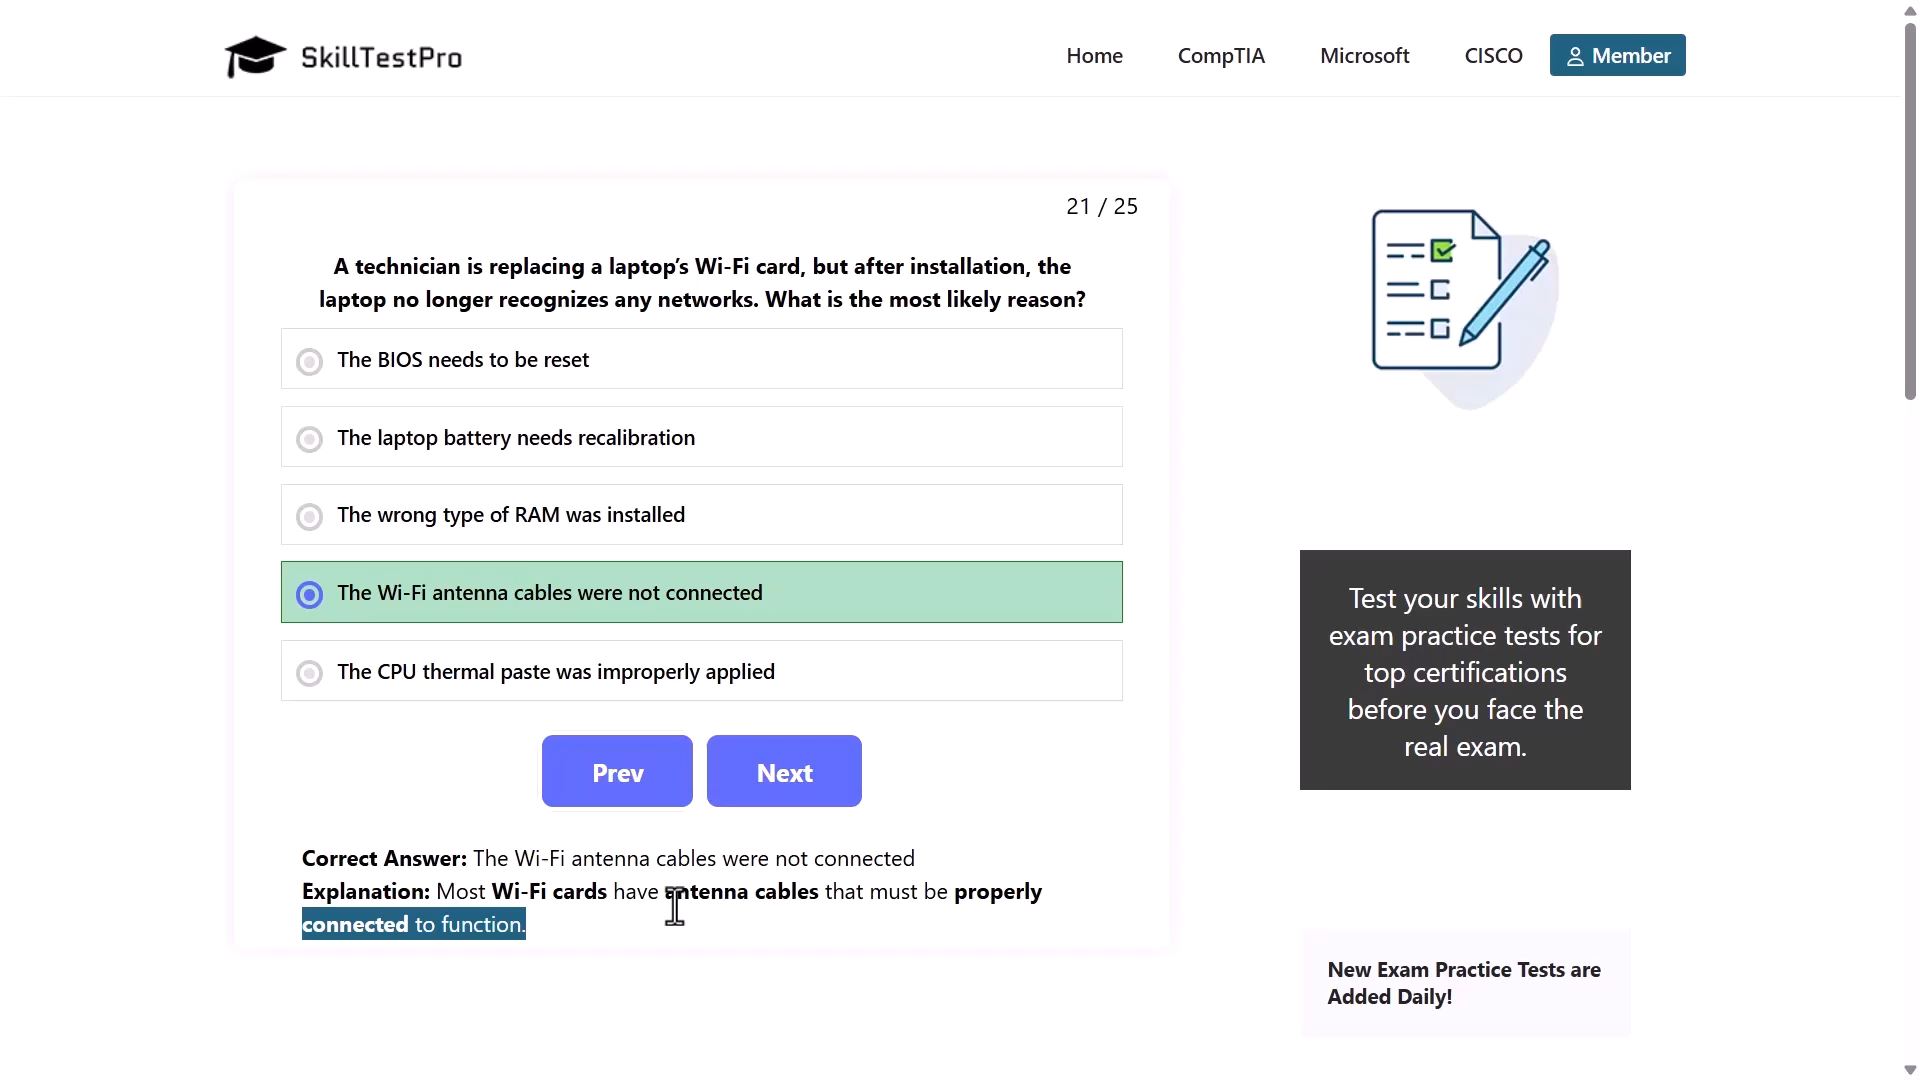 SkillTestPro
Home
CompTIA
Microsoft
CISCO
Member
21 / 25
A technician is replacing a laptop’s Wi-Fi card, but after installation, the
laptop no longer recognizes any networks. What is the most likely reason?
The BIOS needs to be reset
The laptop battery needs recalibration
The wrong type of RAM was installed
The Wi-Fi antenna cables were not connected
The CPU thermal paste was improperly applied
Prev
Next
Correct Answer: The Wi-Fi antenna cables were not connected
Explanation: Most Wi-Fi cards have antenna cables that must be properly
connected to function.
Test your skills with
exam practice tests for
top certifications
before you face the
real exam.
New Exam Practice Tests are
Added Daily!